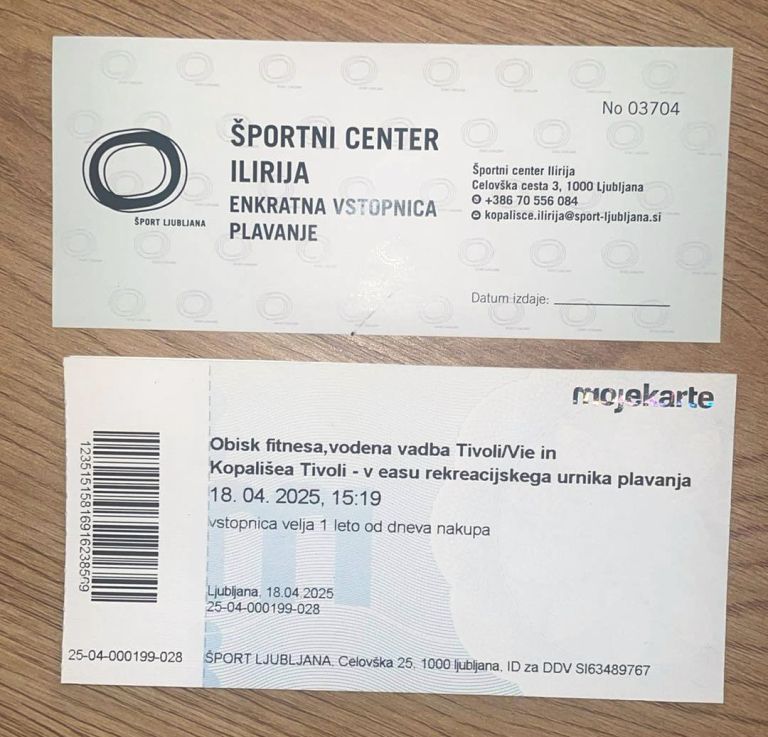 No 03704
ŠPORTNI CENTER
ILIRIJA
ENKRATNA VSTOPNICA
PLAVANJE
ŠPORT LJUBLJANA
Športni center Ilirija
Celovška cesta 3, 1000 Ljubljana
+386 70 556 084
kopalisce.ilirija@sport-ljubljana.si
Datum izdaje:
mojekarte
Obisk fitnesa,vodena vadba Tivoli/Vie in
Kopališea Tivoli - v easu rekreacijskega urnika plavanja
18. 04. 2025, 15:19
vstopnica velja 1 leto od dneva nakupa
Ljubljana, 18.04.2025
25-04-000199-028
ŠPORT LJUBLJANA, Celovška 25, 1000 ljubljana, ID za DDV SI63489767
25-04-000199-028